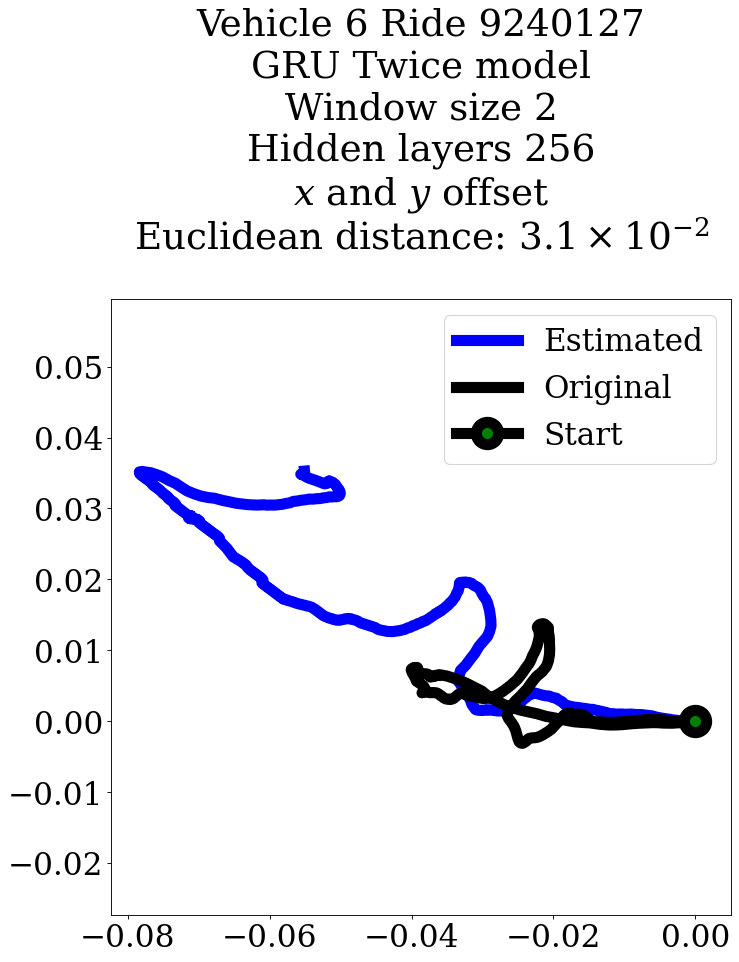 Vehicle 6 Ride 9240127
GRU Twice model
Window size 2
Hidden layers 256
x and y offset
Euclidean distance: 3.1 × 10⁻²
Estimated
Original
Start
0.05
0.04
0.03
0.02
0.01
0.00
−0.01
−0.02
−0.08 −0.06 −0.04 −0.02 0.00